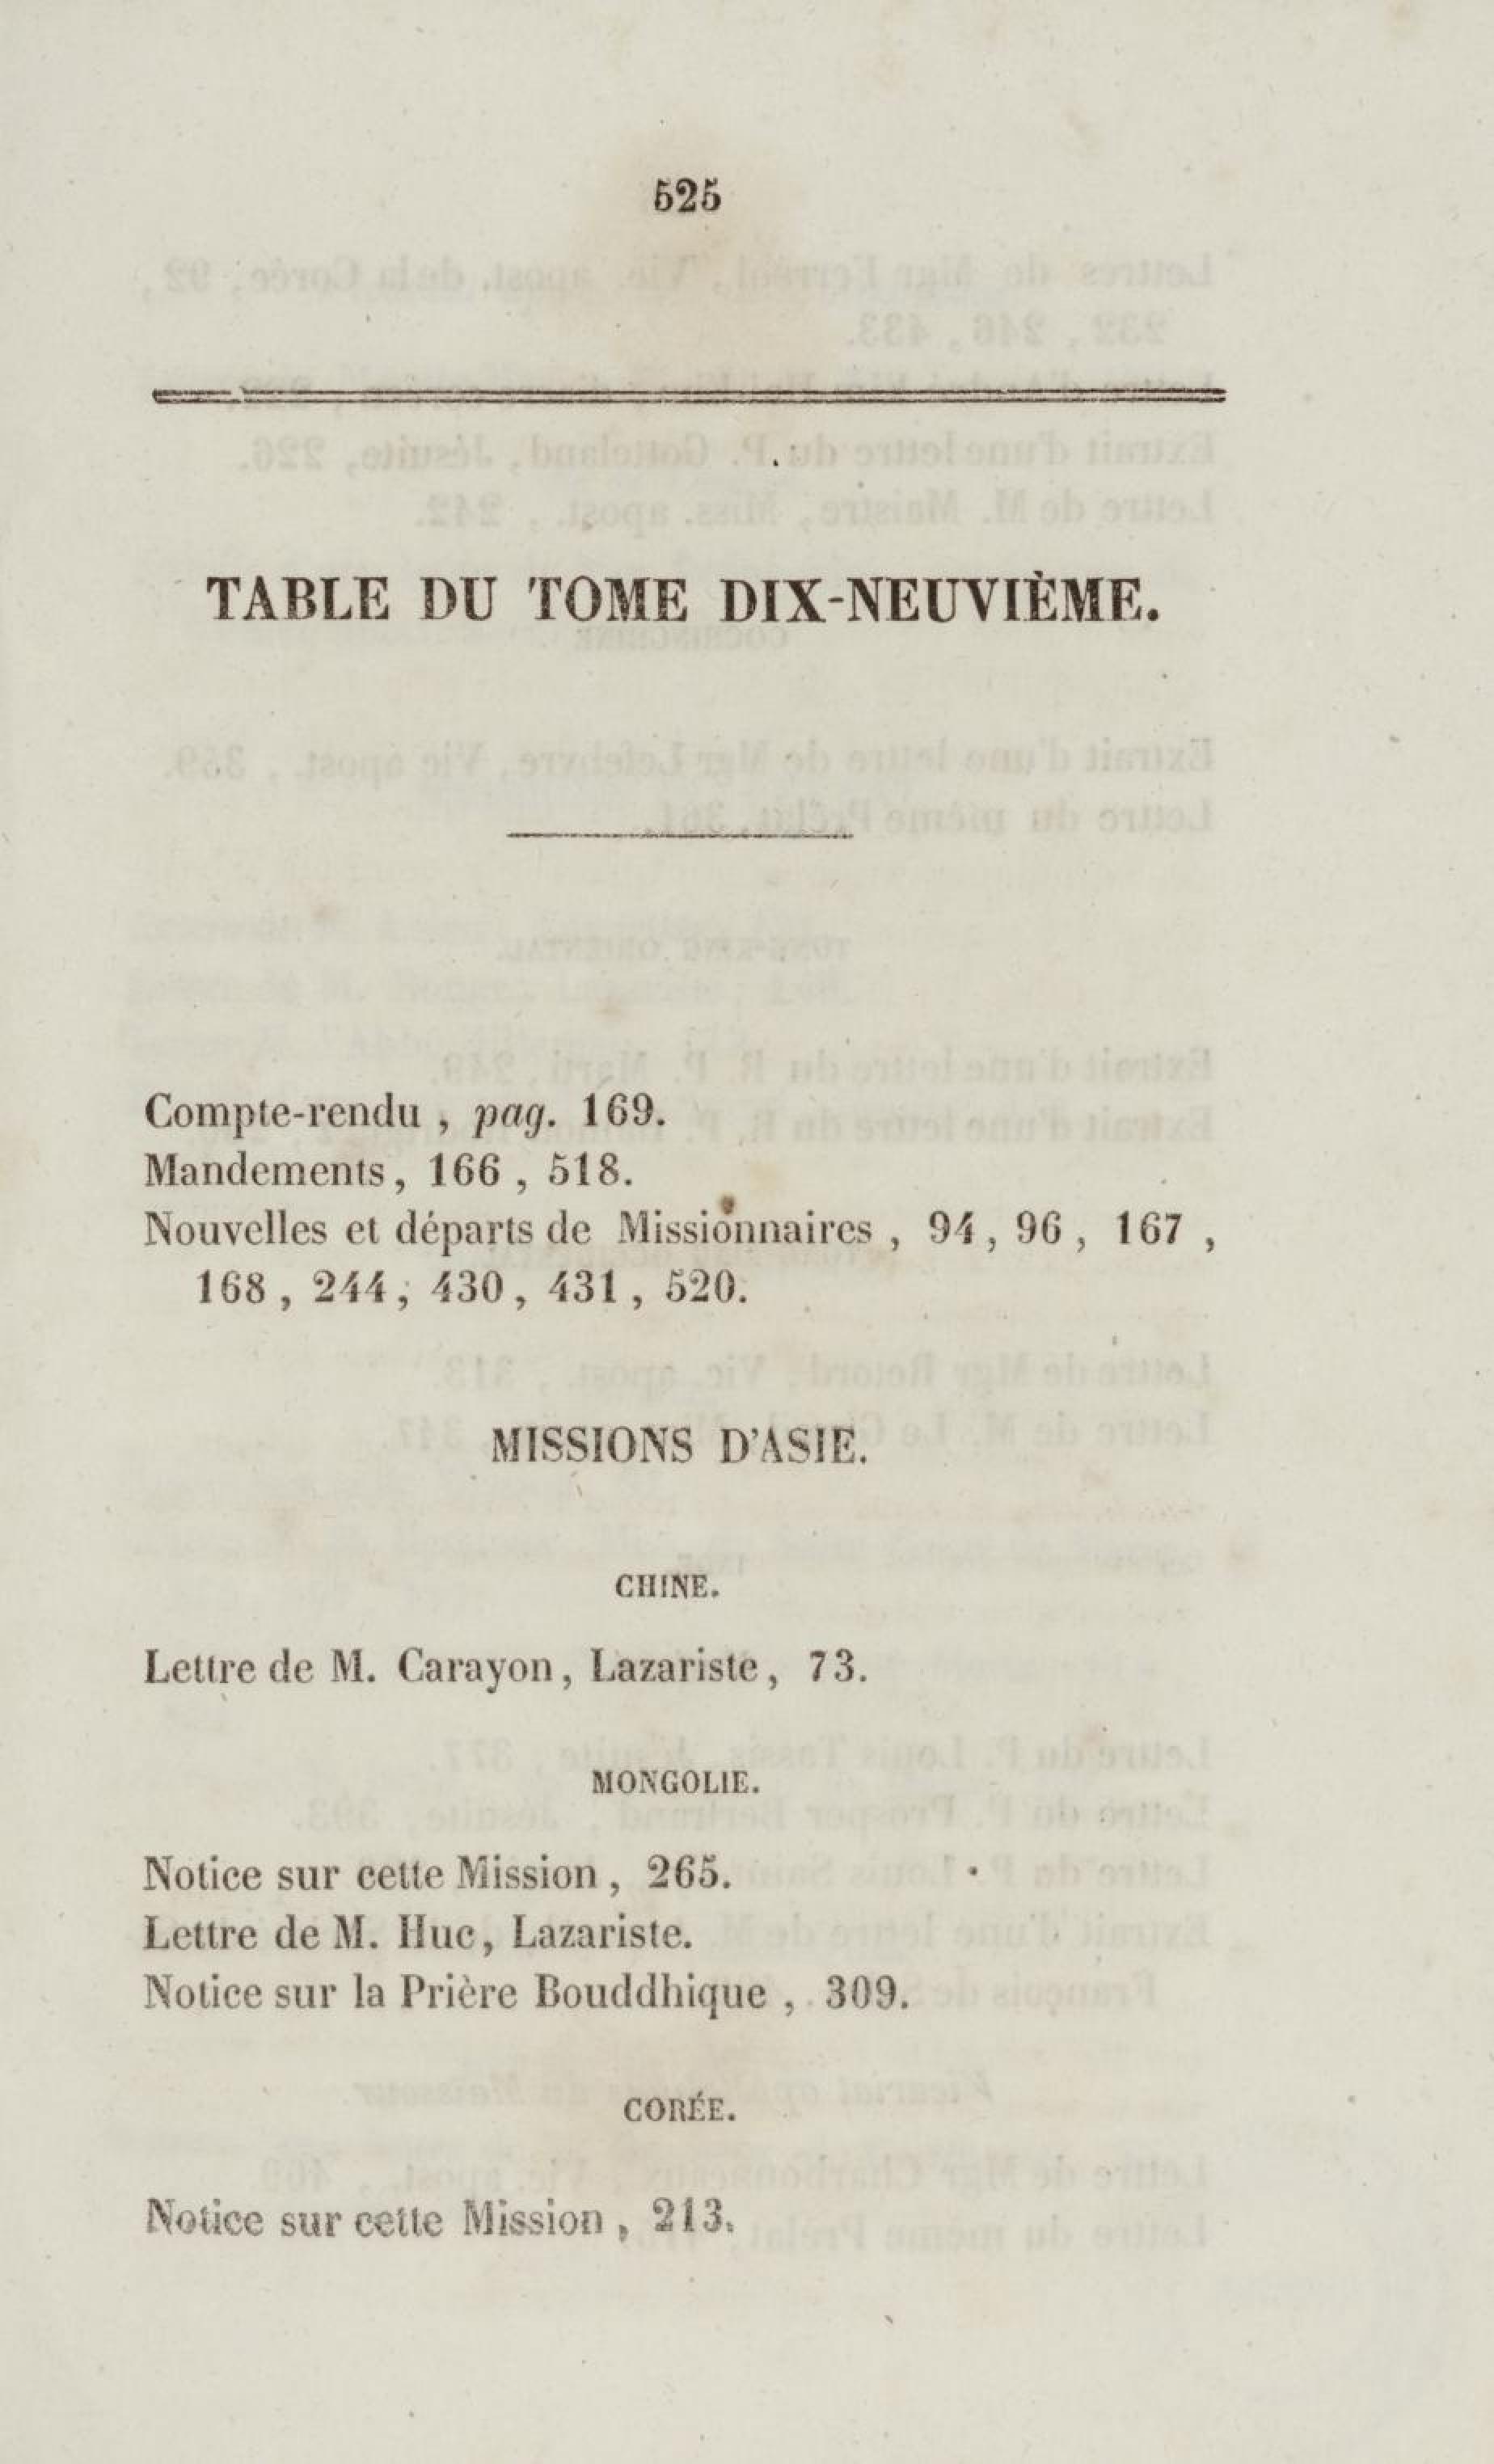 525
TABLE DU TOME DIX-NEUVIÈME.
Compte-rendu , pag. 169.
Mandements, 166 , 518.
Nouvelles et départs de Missionnaires , 94, 96 , 167 ,
168 , 244, 430, 431, 520.
MISSIONS D'ASIE.
CHINE.
Lettre de M. Carayon, Lazariste, 73.
MONGOLIE.
Notice sur cette Mission , 265.
Lettre de M. Huc, Lazariste.
Notice sur la Prière Bouddhique , 309.
CORÉE.
Notice sur cette Mission , 213.